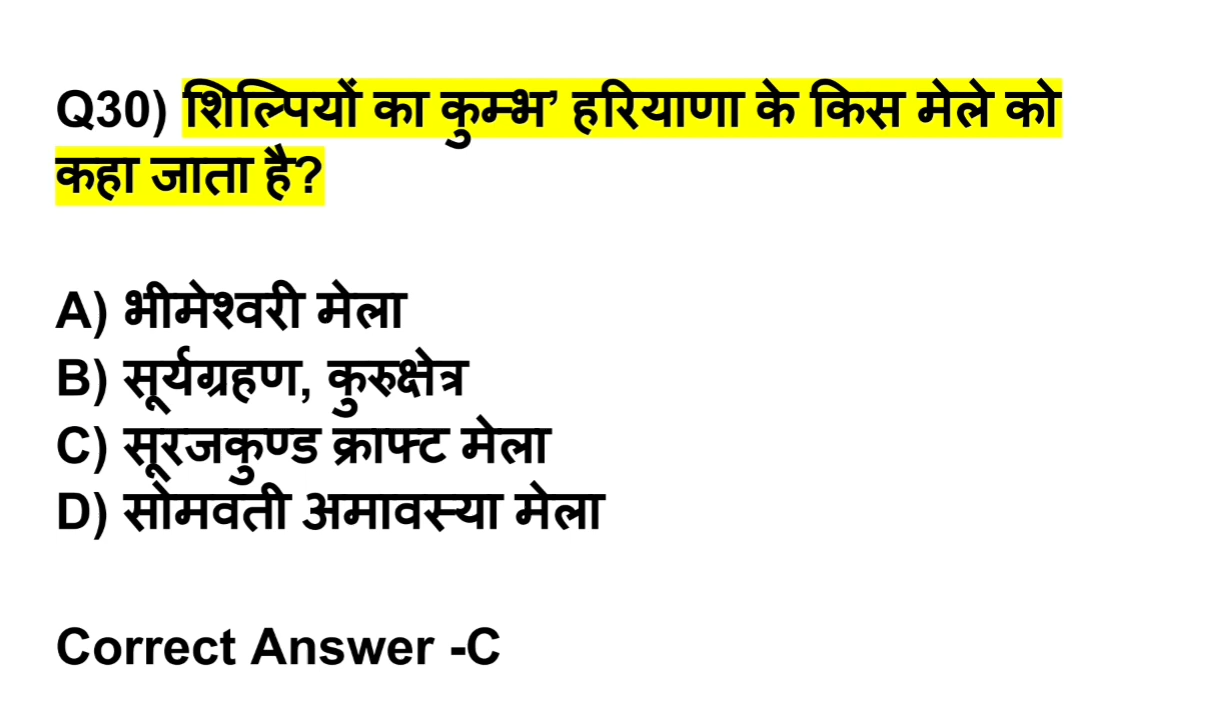 Q30) शिल्पियों का कुम्भ’ हरियाणा के किस मेले को
कहा जाता है?
A) भीमेश्वरी मेला
B) सूर्यग्रहण, कुरुक्षेत्र
C) सूरजकुण्ड क्राफ्ट मेला
D) सोमवती अमावस्या मेला
Correct Answer -C